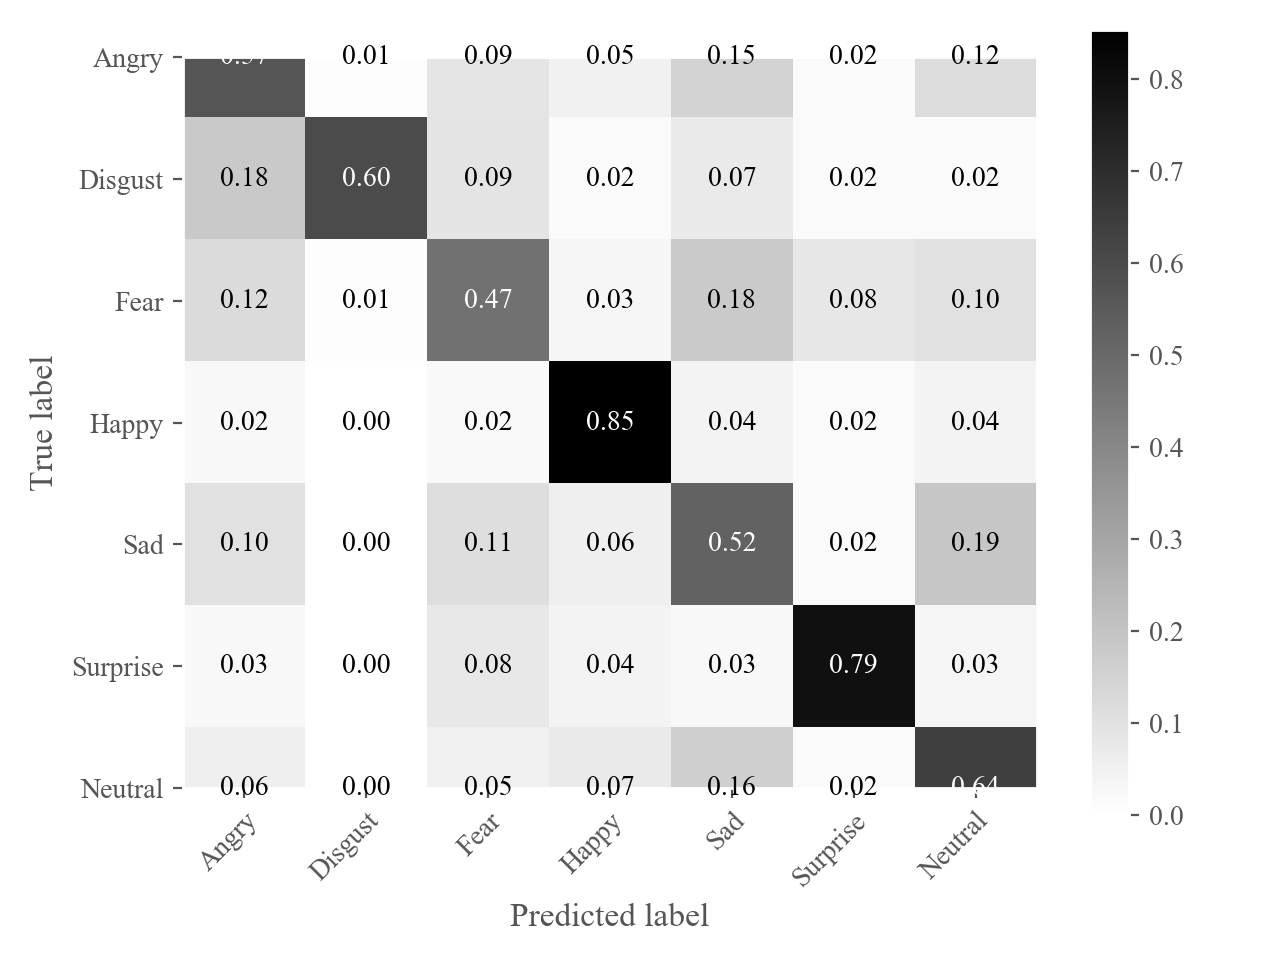 Angry 0.01 0.09 0.05 0.15 0.02 0.12
Disgust 0.18 0.60 0.09 0.02 0.07 0.02 0.02
Fear 0.12 0.01 0.47 0.03 0.18 0.08 0.10
Happy 0.02 0.00 0.02 0.85 0.04 0.02 0.04
Sad 0.10 0.00 0.11 0.06 0.52 0.02 0.19
Surprise 0.03 0.00 0.08 0.04 0.03 0.79 0.03
Neutral 0.06 0.00 0.05 0.07 0.16 0.02 0.64
Angry Disgust Fear Happy Sad Surprise Neutral
Predicted label
True label
0.8
0.7
0.6
0.5
0.4
0.3
0.2
0.1
0.0